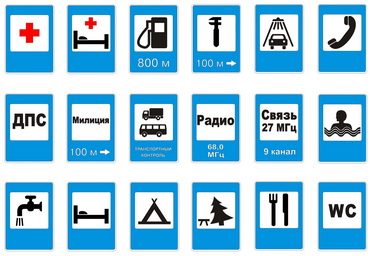 800 м
100 м
ДПС
Милиция
100 м
ТРАНСПОРТНЫЙ
КОНТРОЛЬ
Радио
68.0
МГц
Связь
27 МГц
9 канал
WC